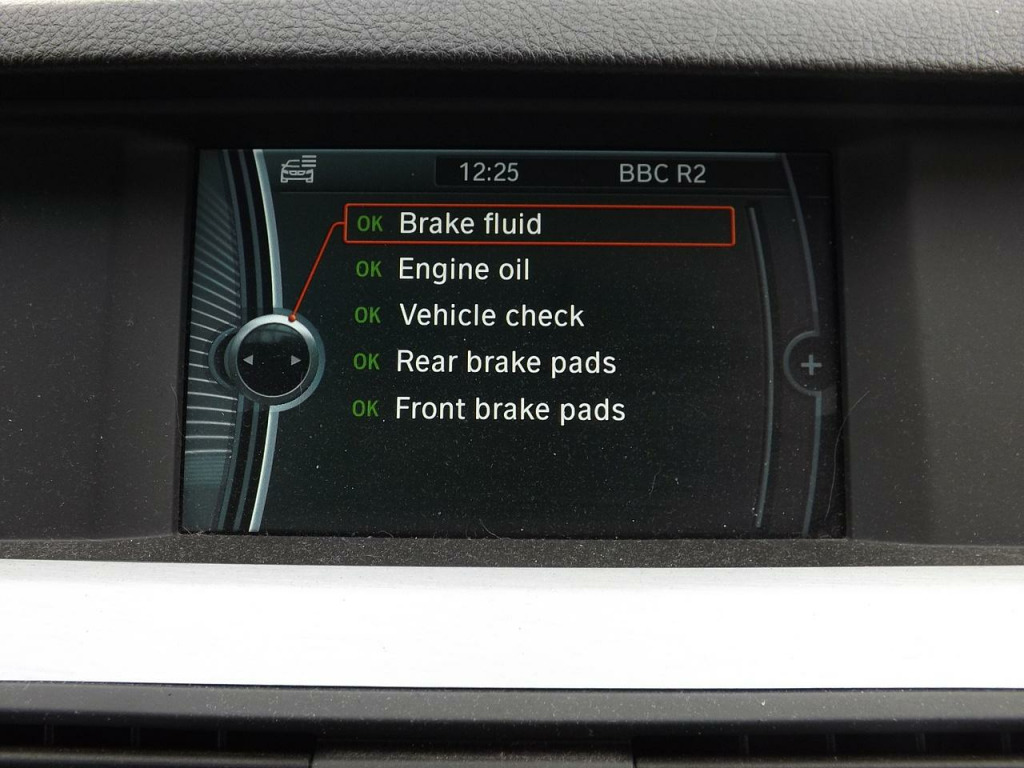 12:25 BBC R2
OK Brake fluid
OK Engine oil
OK Vehicle check
OK Rear brake pads
OK Front brake pads